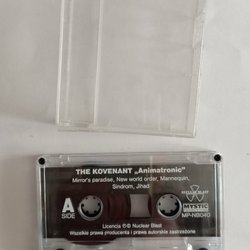 THE KOVENANT „Animatronic"
Mirror's paradise, New world order, Mannequin,
Sindrom, Jihad
A
SIDE
MYSTIC
MP-NB040
Licencja ℗© Nuclear Blast
Wszelkie prawa producenta i prawa autorskie zastrzeżone